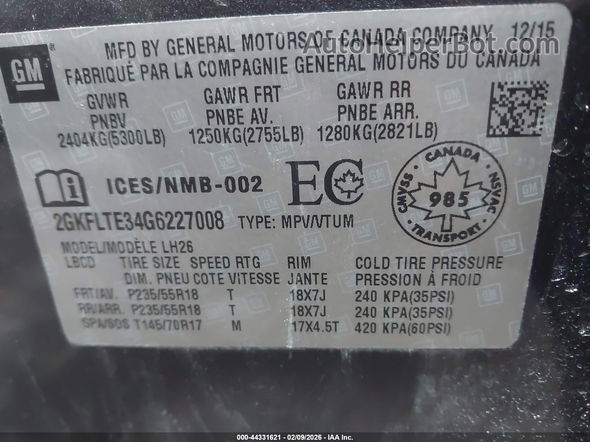 GM
MFD BY GENERAL MOTORS OF CANADA COMPANY 12/15
AutoHelperBot.com
FABRIQUÉ PAR LA COMPAGNIE GENERAL MOTORS DU CANADA
GVWR GAWR FRT GAWR RR
PNBV PNBE AV. PNBE ARR.
2404KG(5300LB) 1250KG(2755LB) 1280KG(2821LB)
ICES/NMB-002 EC
CANADA
CMVSS 985 NSVAC
2GKFLTE34G6227008 TYPE: MPV/VTUM
MODEL/MODÈLE LH26
LBCD TIRE SIZE SPEED RTG RIM COLD TIRE PRESSURE
DIM. PNEU COTE VITESSE JANTE PRESSION À FROID
FRT/AV. P235/55R18 T 18X7J 240 KPA(35PSI)
RR/ARR. P235/55R18 T 18X7J 240 KPA(35PSI)
SPA/SOS T145/70R17 M 17X4.5T 420 KPA(60PSI)
000-44331621 | 02/09/2026 - IAA Inc.